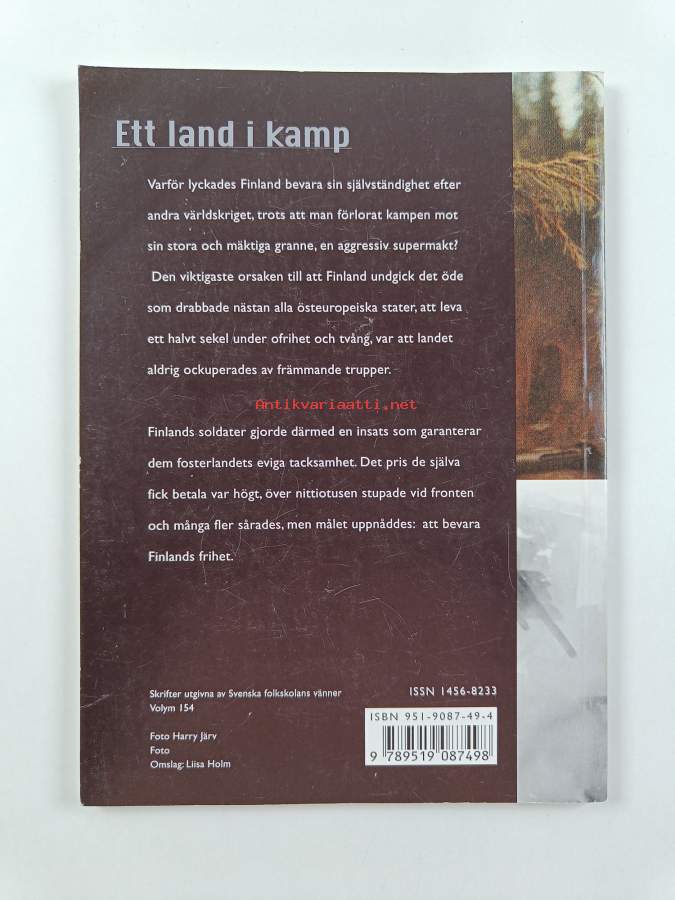 Ett land i kamp
Varför lyckades Finland bevara sin självständighet efter
andra världskriget, trots att man förlorat kampen mot
sin stora och mäktiga granne, en aggressiv supermakt?
Den viktigaste orsaken till att Finland undgick det öde
som drabbade nästan alla östeuropeiska stater, att leva
ett halvt sekel under ofrihet och tvång, var att landet
aldrig ockuperades av främmande trupper.
Antikvariaatti.net
Finlands soldater gjorde därmed en insats som garanterar
dem fosterlandets eviga tacksamhet. Det pris de själva
fick betala var högt, över nittiotusen stupade vid fronten
och många fler sårades, men målet uppnåddes: att bevara
Finlands frihet.
Skrifter utgivna av Svenska folkskolans vänner
Volym 154
Foto Harry Järv
Foto
Omslag: Liisa Holm
ISSN 1456-8233
ISBN 951-9087-49-4
9 789519 087498